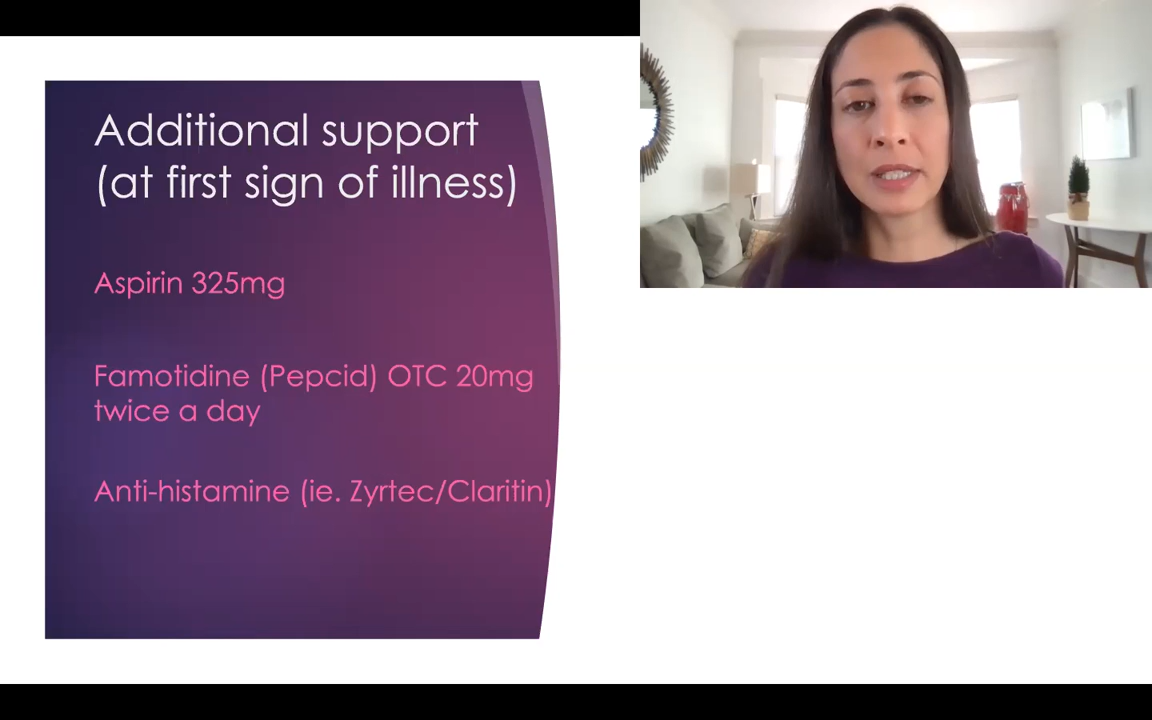 Additional support
(at first sign of illness)
Aspirin 325mg
Famotidine (Pepcid) OTC 20mg
twice a day
Anti-histamine (ie. Zyrtec/Claritin)